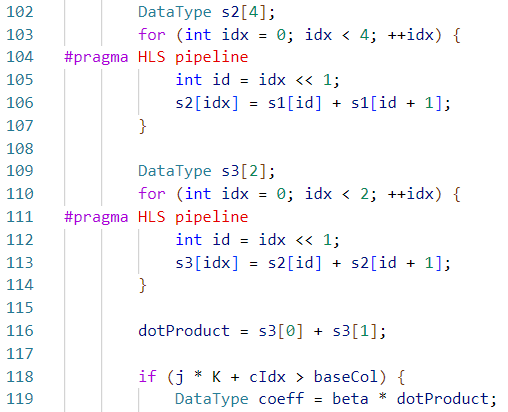 102 DataType s2[4];
103 for (int idx = 0; idx < 4; ++idx) {
104 #pragma HLS pipeline
105 int id = idx << 1;
106 s2[idx] = s1[id] + s1[id + 1];
107 }
108
109 DataType s3[2];
110 for (int idx = 0; idx < 2; ++idx) {
111 #pragma HLS pipeline
112 int id = idx << 1;
113 s3[idx] = s2[id] + s2[id + 1];
114 }
115
116 dotProduct = s3[0] + s3[1];
117
118 if (j * K + cIdx > baseCol) {
119 DataType coeff = beta * dotProduct;